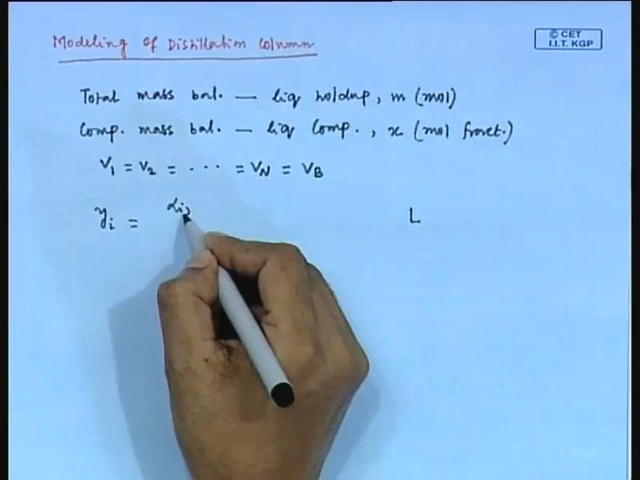 Modeling of Distillation Column
© CET
I.I.T. KGP
Total mass bal. — liq holdup, m (mol)
Comp. mass bal. — liq Comp., x (mol fract.)
V1 = V2 = ... = VN = VB
yi = αij
L